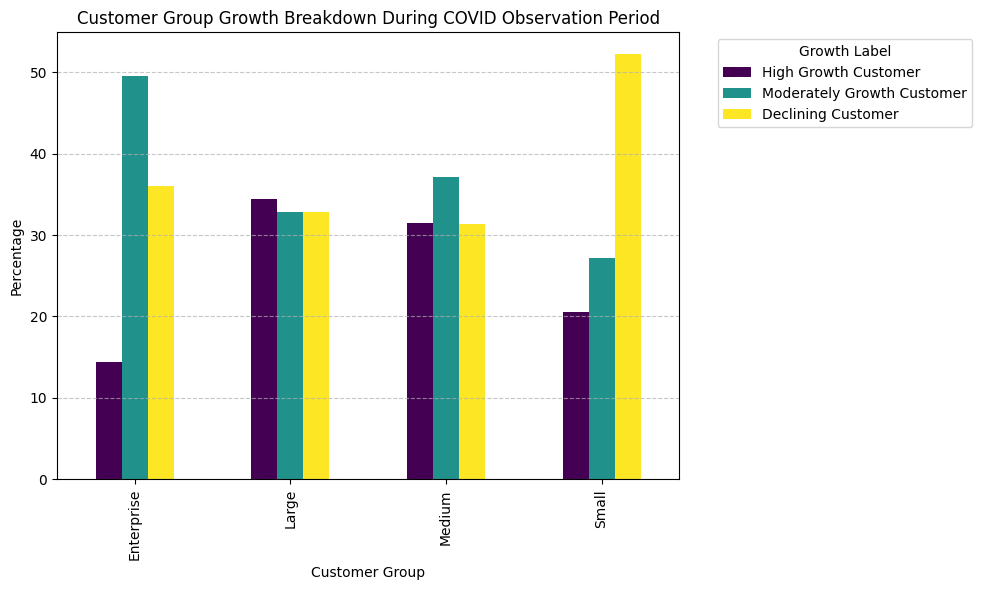 Customer Group Growth Breakdown During COVID Observation Period
Growth Label
High Growth Customer
Moderately Growth Customer
Declining Customer
Percentage
50
40
30
20
10
0
Enterprise
Large
Medium
Small
Customer Group